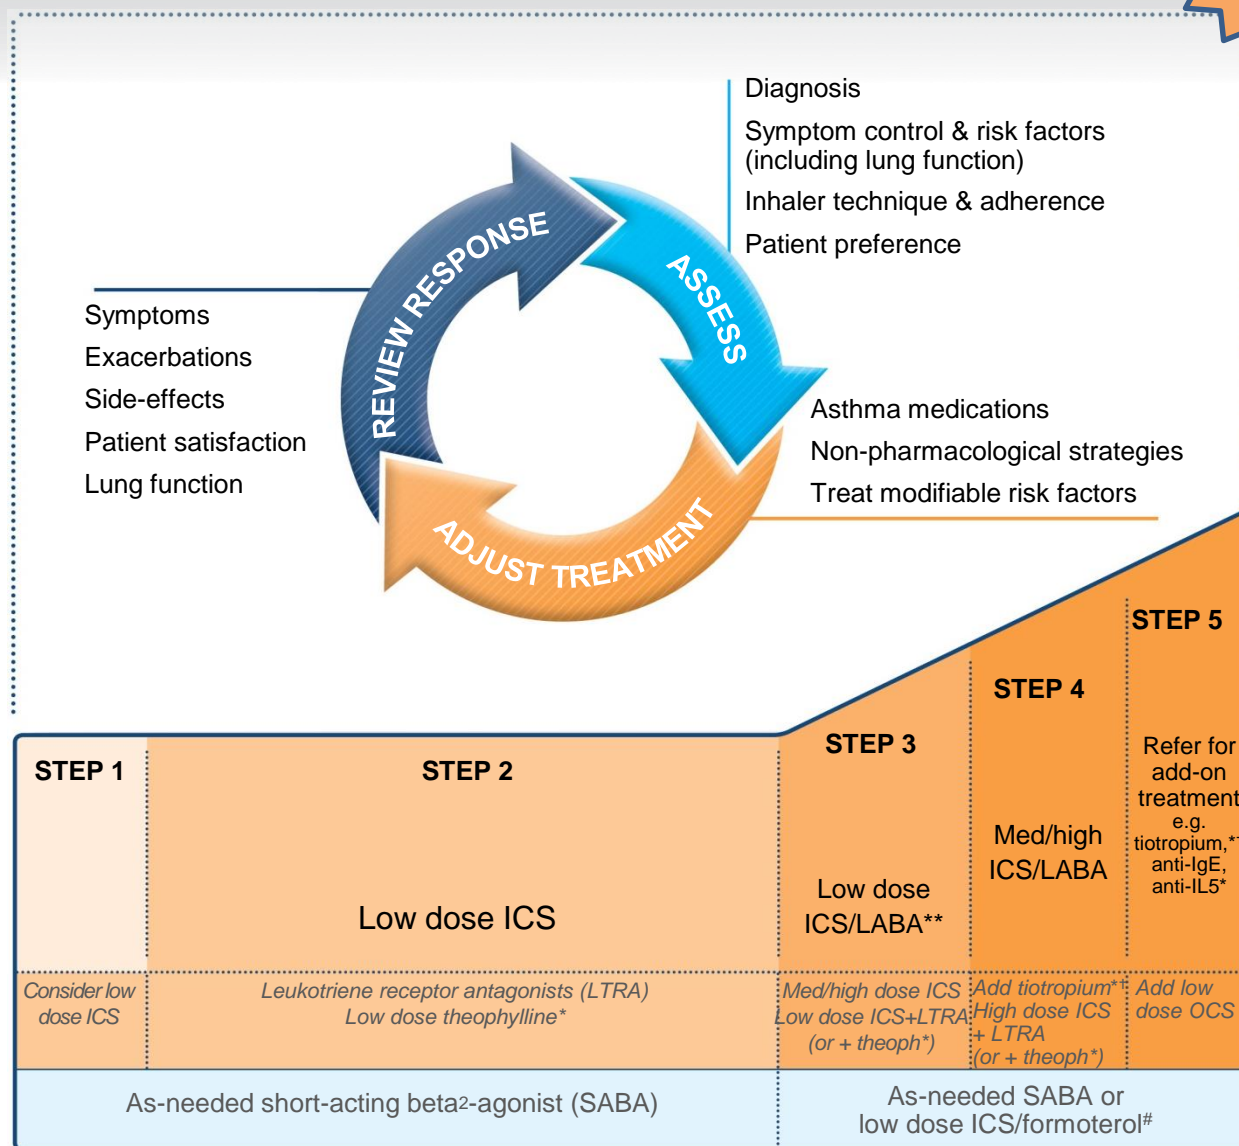 Diagnosis
Symptom control & risk factors
(including lung function)
Inhaler technique & adherence
Patient preference
REVIEW RESPONSE
ASSESS
ADJUST TREATMENT
Symptoms
Exacerbations
Side-effects
Patient satisfaction
Lung function
Asthma medications
Non-pharmacological strategies
Treat modifiable risk factors
STEP 1
STEP 2
Low dose ICS
STEP 3
Low dose
ICS/LABA**
STEP 4
Med/high
ICS/LABA
STEP 5
Refer for
add-on
treatment
e.g.
tiotropium,*
anti-IgE,
anti-IL5*
Consider low
dose ICS
Leukotriene receptor antagonists (LTRA)
Low dose theophylline*
Med/high dose ICS
Low dose ICS+LTRA
(or + theoph*)
Add tiotropium*†
High dose ICS
+ LTRA
(or + theoph*)
Add low
dose OCS
As-needed short-acting beta2-agonist (SABA)
As-needed SABA or
low dose ICS/formoterol#